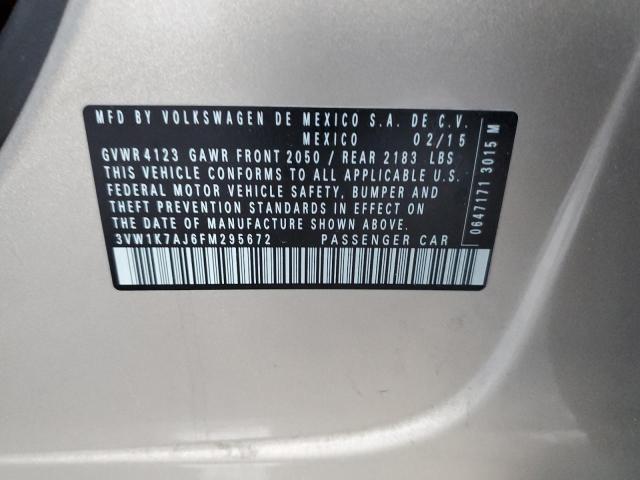 MFD BY VOLKSWAGEN DE MEXICO S.A. DE C.V.
MEXICO 02/15
GVWR 4123 GAWR FRONT 2050 / REAR 2183 LBS
THIS VEHICLE CONFORMS TO ALL APPLICABLE U.S.
FEDERAL MOTOR VEHICLE SAFETY, BUMPER AND
THEFT PREVENTION STANDARDS IN EFFECT ON
THE DATE OF MANUFACTURE SHOWN ABOVE.
3VW1K7AJ6FM295672 PASSENGER CAR
0647171 3015 M